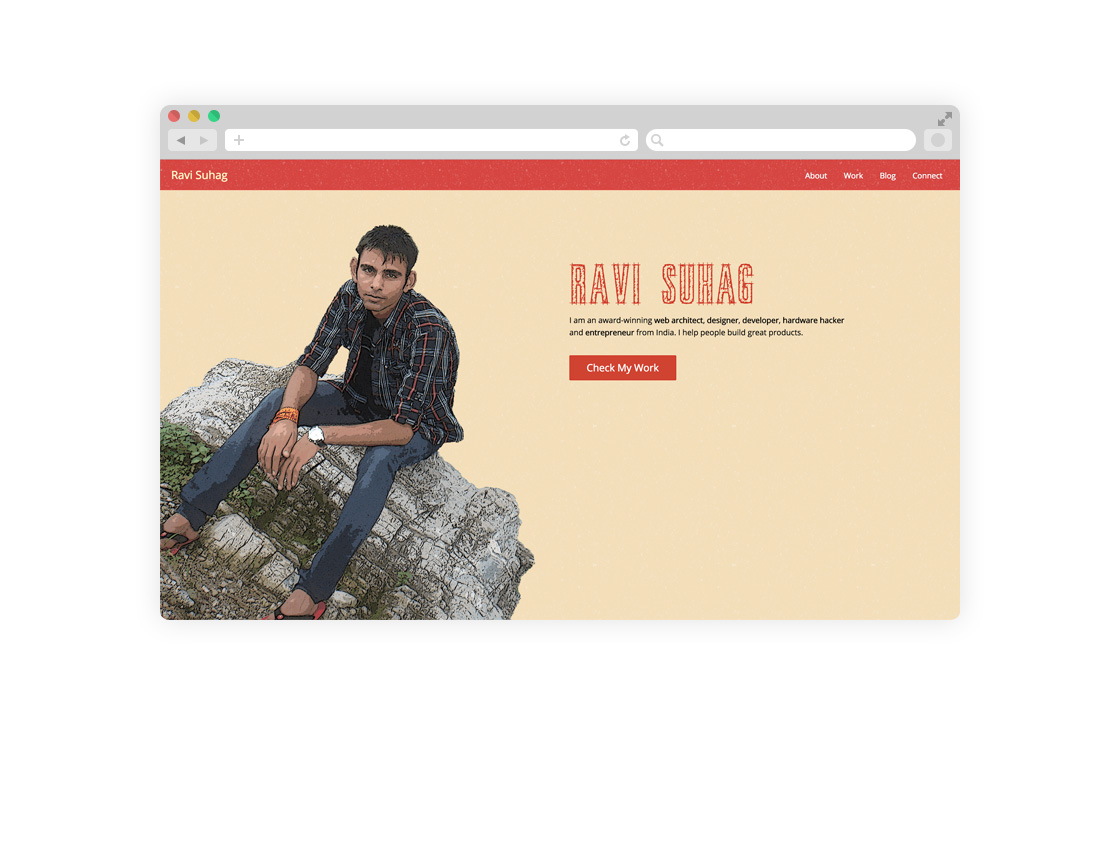 Ravi Suhag
About Work Blog Connect
RAVI SUHAG
I am an award-winning web architect, designer, developer, hardware hacker
and entrepreneur from India. I help people build great products.
Check My Work